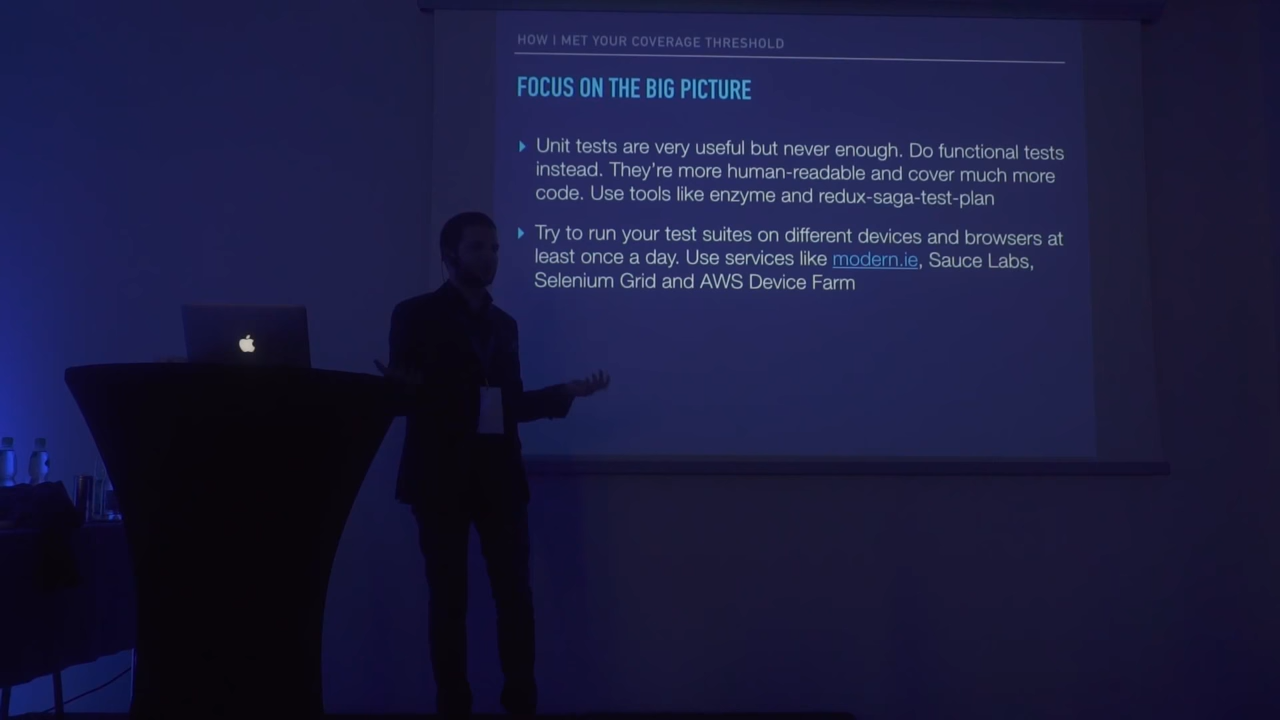 HOW I MET YOUR COVERAGE THRESHOLD
FOCUS ON THE BIG PICTURE
Unit tests are very useful but never enough. Do functional tests
instead. They're more human-readable and cover much more
code. Use tools like enzyme and redux-saga-test-plan
Try to run your test suites on different devices and browsers at
least once a day. Use services like modern.ie, Sauce Labs,
Selenium Grid and AWS Device Farm